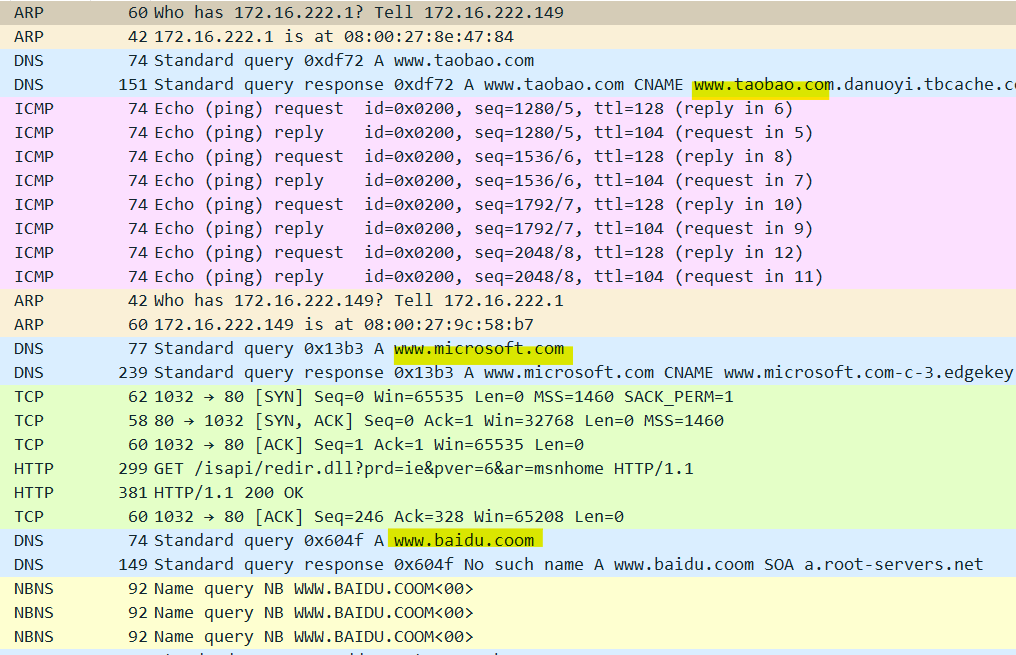 ARP 60 Who has 172.16.222.1? Tell 172.16.222.149
ARP 42 172.16.222.1 is at 08:00:27:8e:47:84
DNS 74 Standard query 0xdf72 A www.taobao.com
DNS 151 Standard query response 0xdf72 A www.taobao.com CNAME www.taobao.com.danuoyi.tbcache.co
ICMP 74 Echo (ping) request id=0x0200, seq=1280/5, ttl=128 (reply in 6)
ICMP 74 Echo (ping) reply id=0x0200, seq=1280/5, ttl=104 (request in 5)
ICMP 74 Echo (ping) request id=0x0200, seq=1536/6, ttl=128 (reply in 8)
ICMP 74 Echo (ping) reply id=0x0200, seq=1536/6, ttl=104 (request in 7)
ICMP 74 Echo (ping) request id=0x0200, seq=1792/7, ttl=128 (reply in 10)
ICMP 74 Echo (ping) reply id=0x0200, seq=1792/7, ttl=104 (request in 9)
ICMP 74 Echo (ping) request id=0x0200, seq=2048/8, ttl=128 (reply in 12)
ICMP 74 Echo (ping) reply id=0x0200, seq=2048/8, ttl=104 (request in 11)
ARP 42 Who has 172.16.222.149? Tell 172.16.222.1
ARP 60 172.16.222.149 is at 08:00:27:9c:58:b7
DNS 77 Standard query 0x13b3 A www.microsoft.com
DNS 239 Standard query response 0x13b3 A www.microsoft.com CNAME www.microsoft.com-c-3.edgekey
TCP 62 1032 → 80 [SYN] Seq=0 Win=65535 Len=0 MSS=1460 SACK_PERM=1
TCP 58 80 → 1032 [SYN, ACK] Seq=0 Ack=1 Win=32768 Len=0 MSS=1460
TCP 60 1032 → 80 [ACK] Seq=1 Ack=1 Win=65535 Len=0
HTTP 299 GET /isapi/redir.dll?prd=ie&pver=6&ar=msnhome HTTP/1.1
HTTP 381 HTTP/1.1 200 OK
TCP 60 1032 → 80 [ACK] Seq=246 Ack=328 Win=65208 Len=0
DNS 74 Standard query 0x604f A www.baidu.coom
DNS 149 Standard query response 0x604f No such name A www.baidu.coom SOA a.root-servers.net
NBNS 92 Name query NB WWW.BAIDU.COOM<00>
NBNS 92 Name query NB WWW.BAIDU.COOM<00>
NBNS 92 Name query NB WWW.BAIDU.COOM<00>